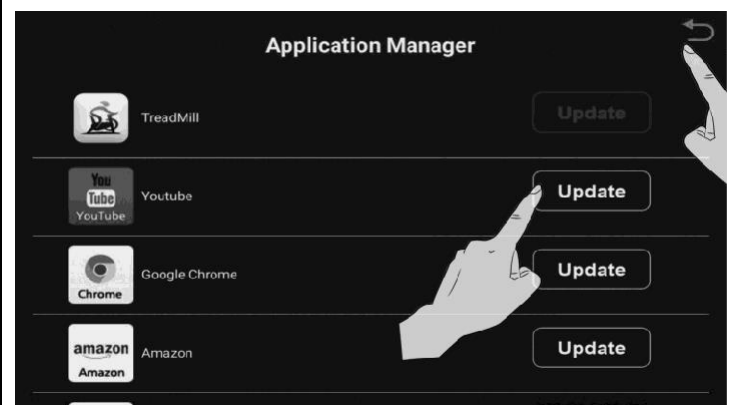 Application Manager
TreadMill
Update
You
Tube
YouTube
Youtube
Update
Chrome
Google Chrome
Update
amazon
Amazon
Amazon
Update